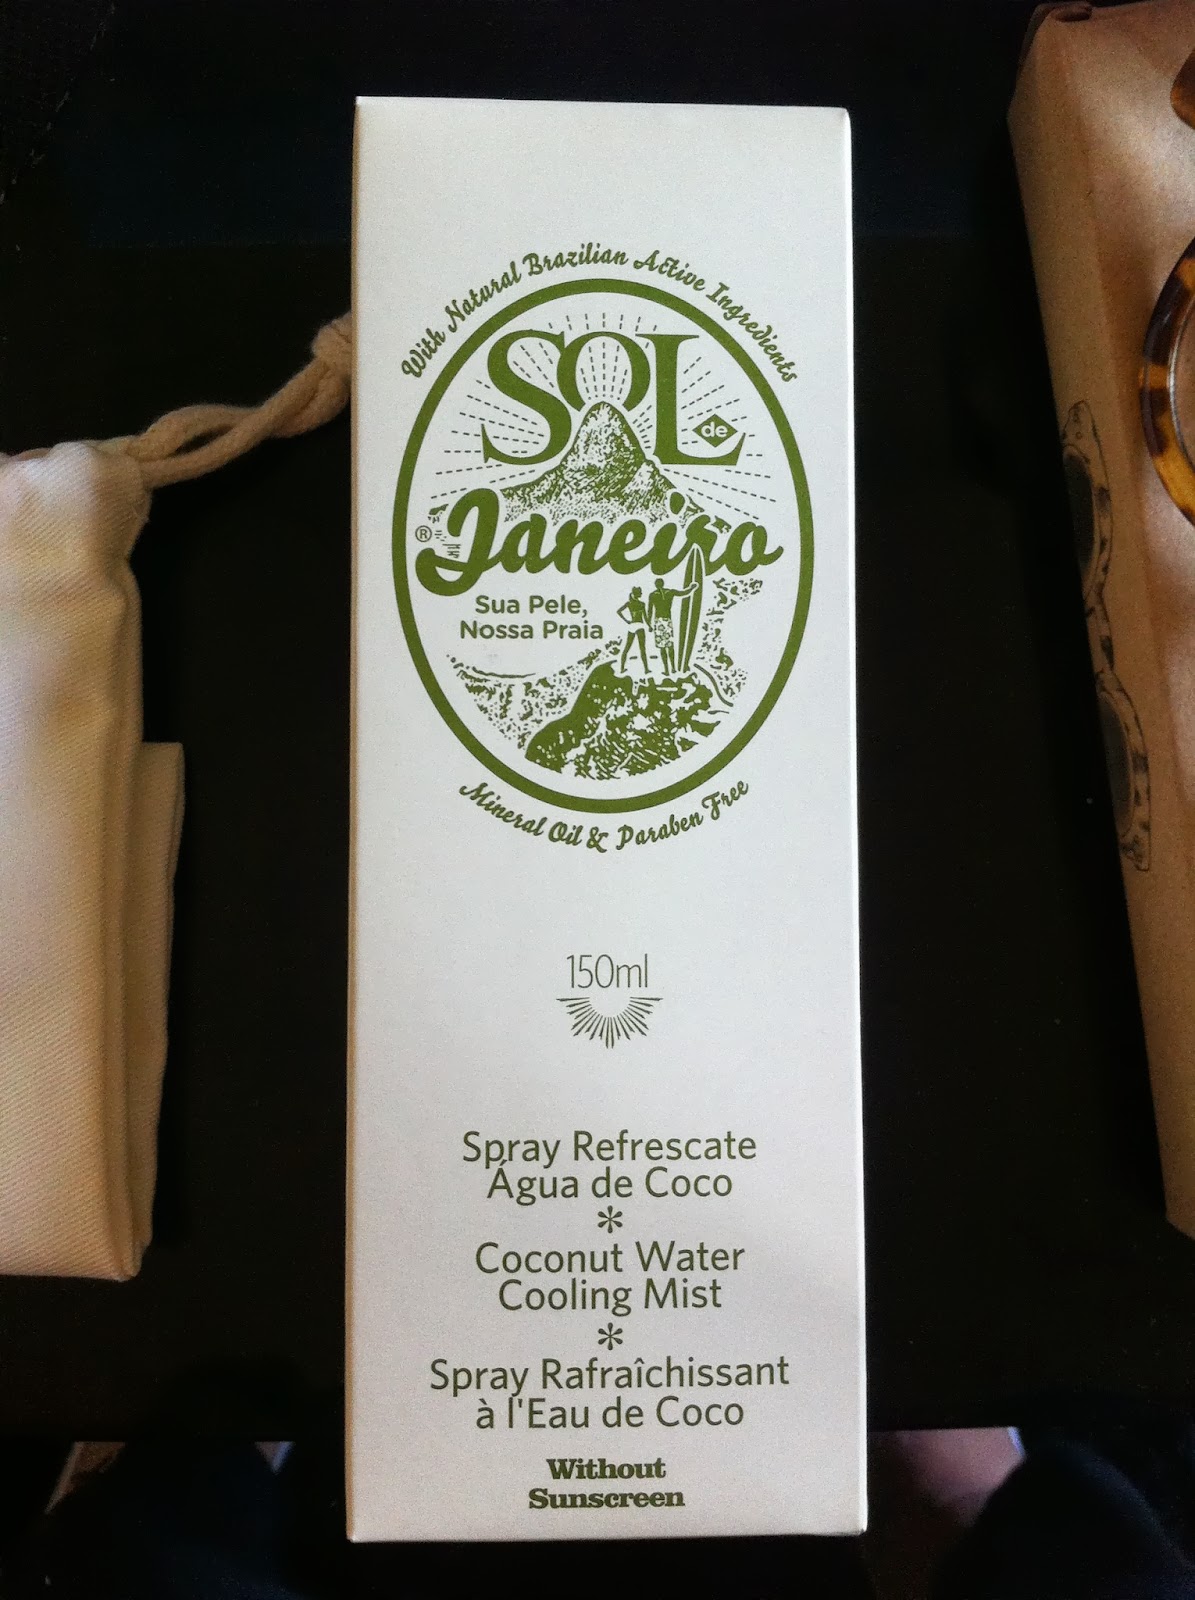 With Natural Brazilian Active Ingredients
SOL
de
® Janeiro
Sua Pele,
Nossa Praia
Mineral Oil & Paraben Free
150ml
Spray Refrescate
Água de Coco
*
Coconut Water
Cooling Mist
*
Spray Rafraîchissant
à l'Eau de Coco
Without
Sunscreen